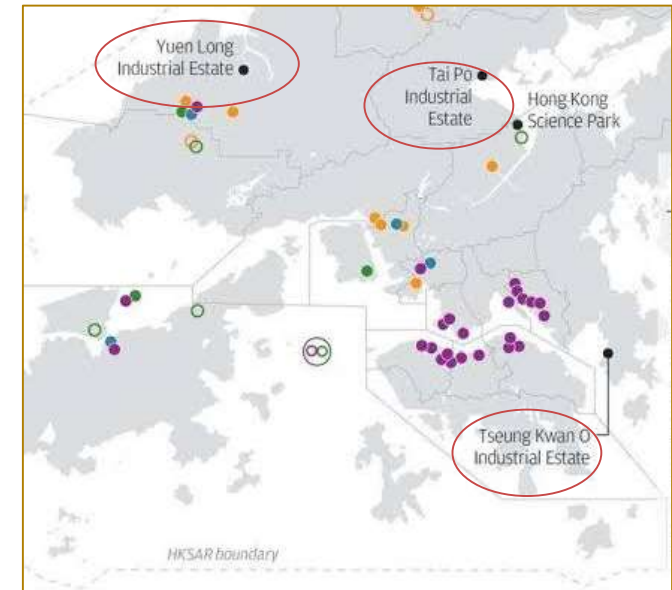 Yuen Long
Industrial Estate
Tai Po
Industrial
Estate
Hong Kong
Science Park
Tseung Kwan O
Industrial Estate
HKSAR boundary